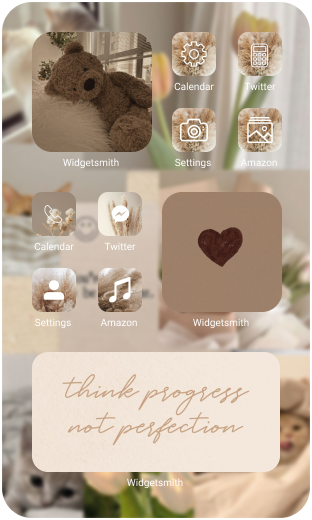 Calendar
Twitter
Widgetsmith
Settings
Amazon
Calendar
Twitter
Settings
Amazon
Widgetsmith
think progress
not perfection
Widgetsmith